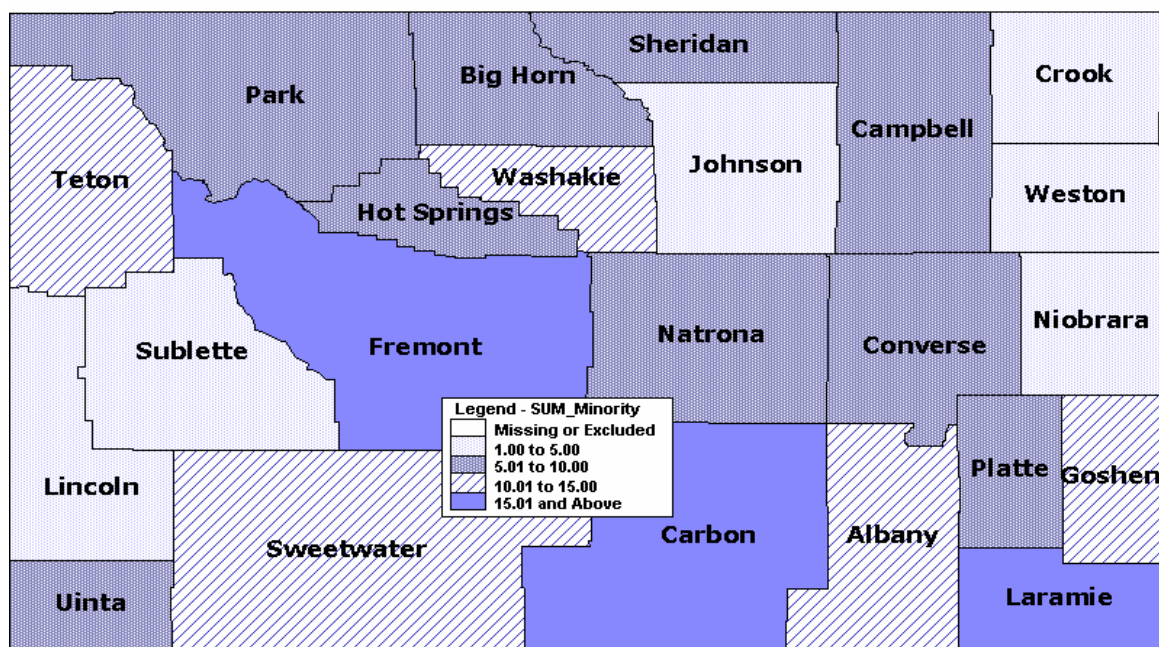 Sheridan
Big Horn
Crook
Park
Campbell
Johnson
Teton
Washakie
Weston
Hot Springs
Niobrara
Natrona
Converse
Sublette
Fremont
Legend - SUM_Minority
Missing or Excluded
1.00 to 5.00
5.01 to 10.00
10.01 to 15.00
15.01 and Above
Platte
Goshen
Lincoln
Carbon
Albany
Sweetwater
Uinta
Laramie